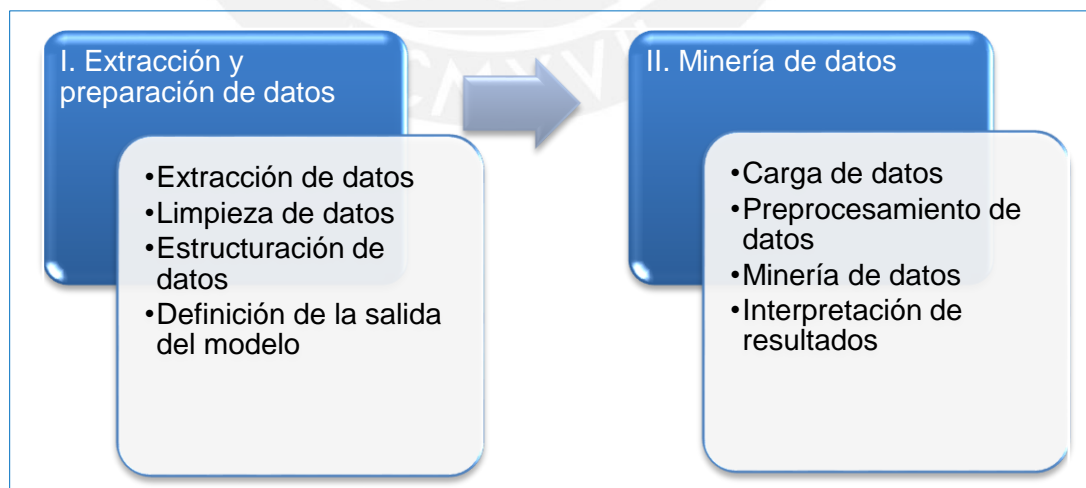 I. Extracción y
preparación de datos
•Extracción de datos
•Limpieza de datos
•Estructuración de
datos
•Definición de la salida
del modelo
II. Minería de datos
•Carga de datos
•Preprocesamiento de
datos
•Minería de datos
•Interpretación de
resultados